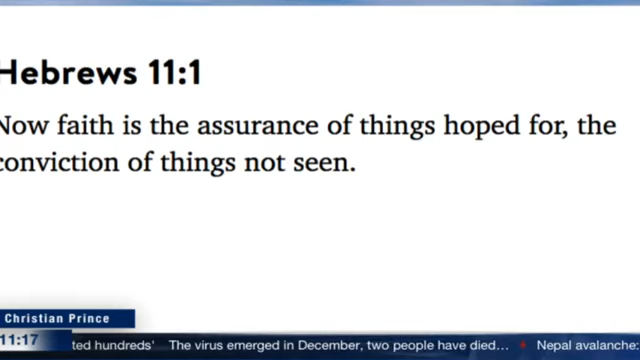 Hebrews 11:1
Now faith is the assurance of things hoped for, the
conviction of things not seen.
Christian Prince
11:17 ted hundreds' The virus emerged in December, two people have died... Nepal avalanche: